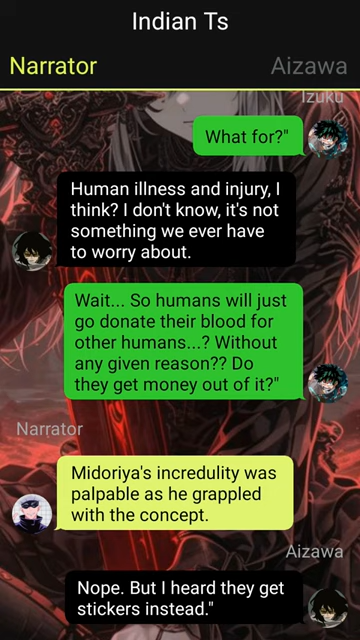 Indian Ts
Narrator
Aizawa
Izuku
What for?"
Human illness and injury, I
think? I don't know, it's not
something we ever have
to worry about.
Wait... So humans will just
go donate their blood for
other humans...? Without
any given reason?? Do
they get money out of it?"
Narrator
Midoriya's incredulity was
palpable as he grappled
with the concept.
Aizawa
Nope. But I heard they get
stickers instead."